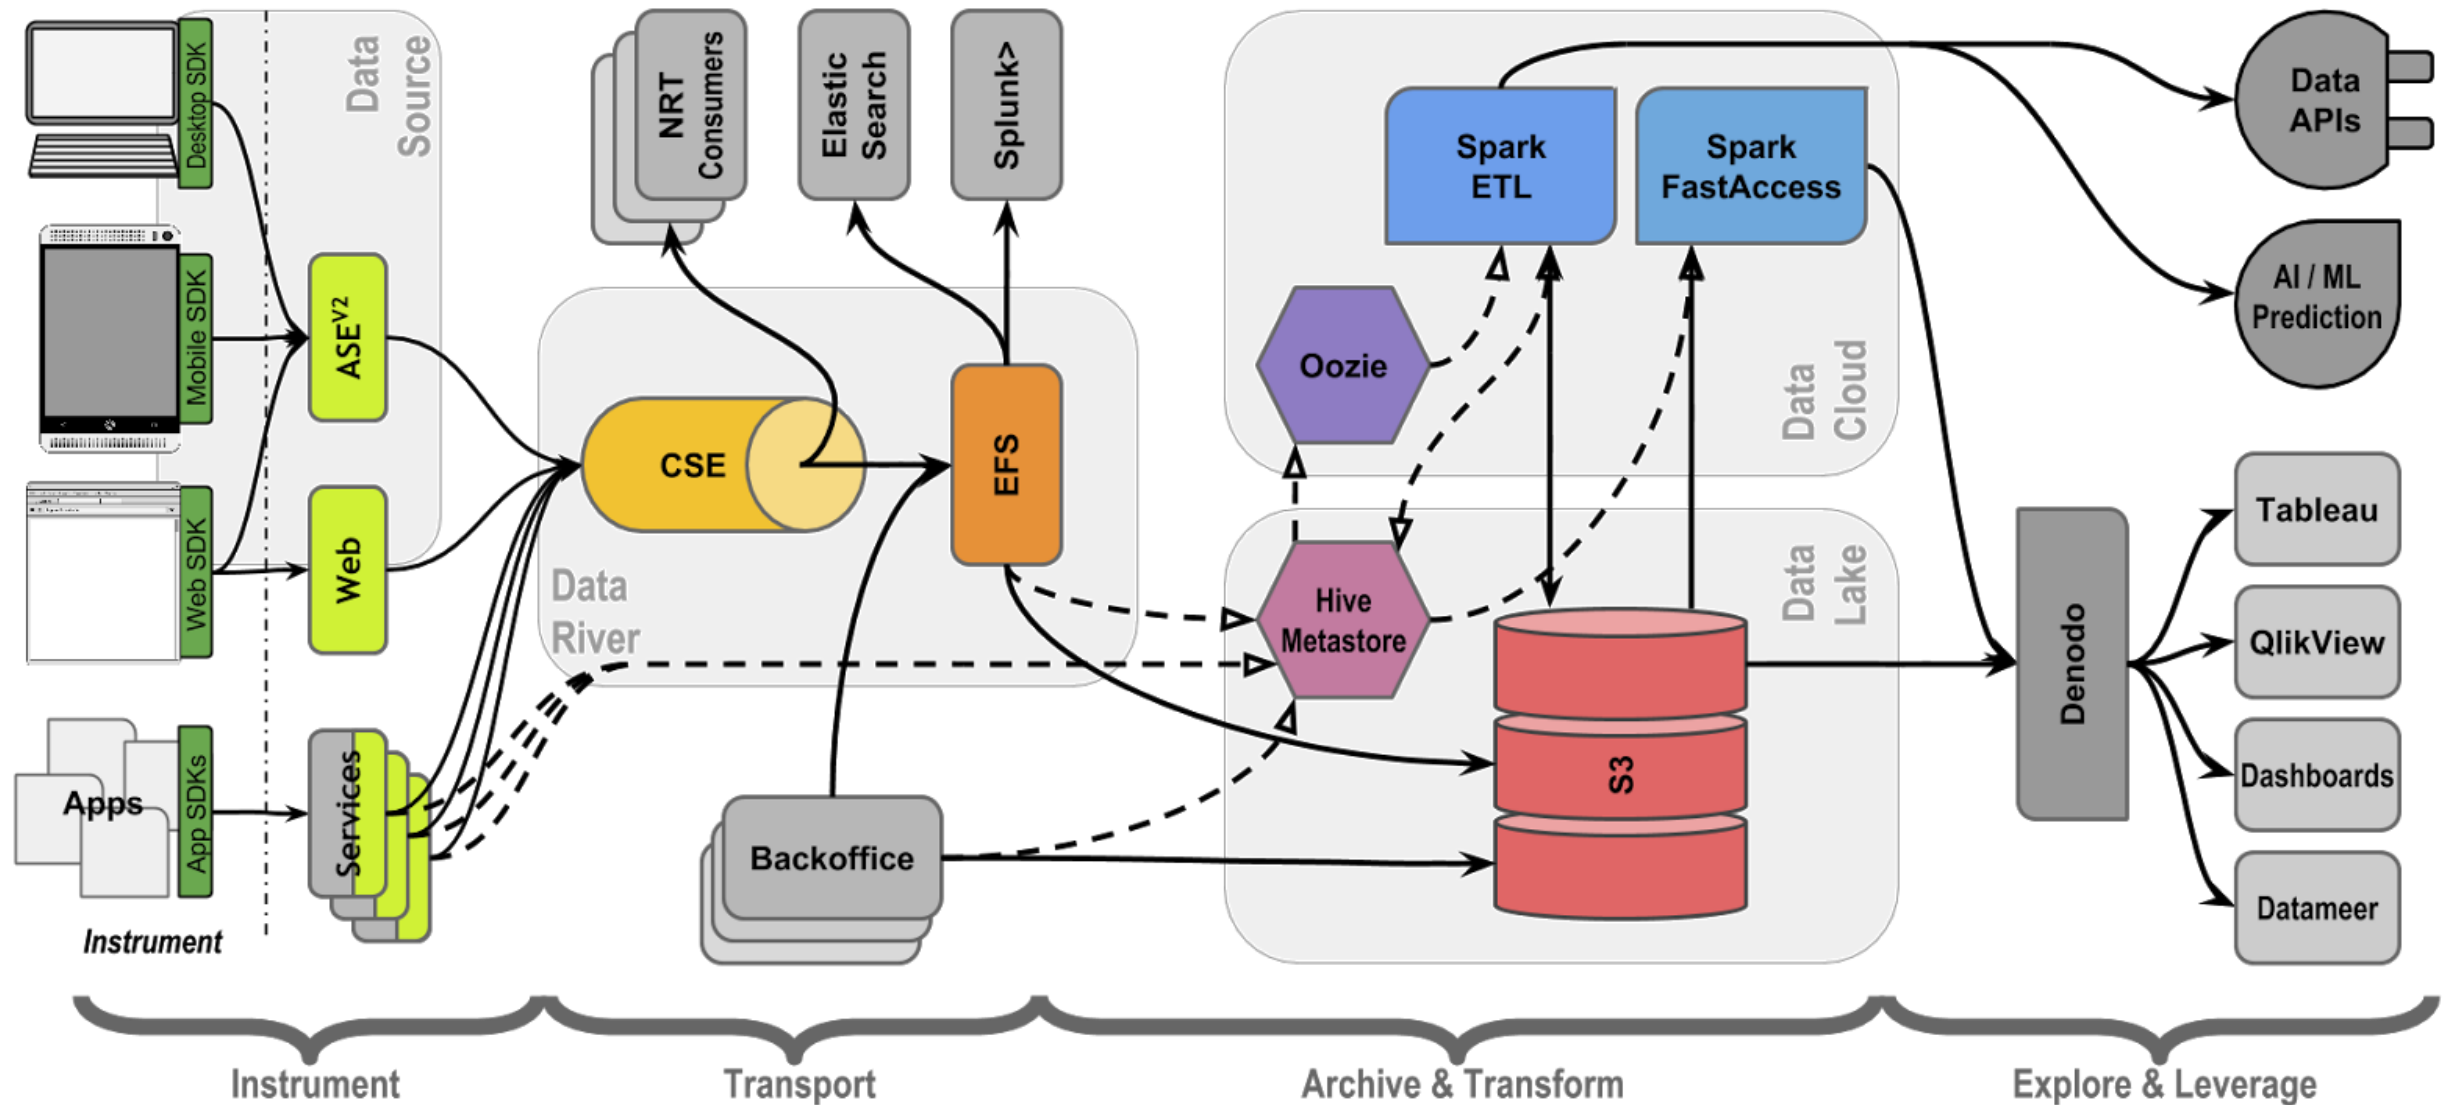 Desktop SDK
Data
Source
Mobile SDK
ASEV2
Web SDK
Web
Apps
App SDKs
Services
Instrument
NRT
Consumers
Elastic
Search
Splunk>
CSE
EFS
Data
River
Backoffice
Spark
ETL
Spark
FastAccess
Oozie
Data
Cloud
Hive
Metastore
Data
Lake
S3
Data
APIs
AI / ML
Prediction
Denodo
Tableau
QlikView
Dashboards
Datameer
Instrument
Transport
Archive & Transform
Explore & Leverage